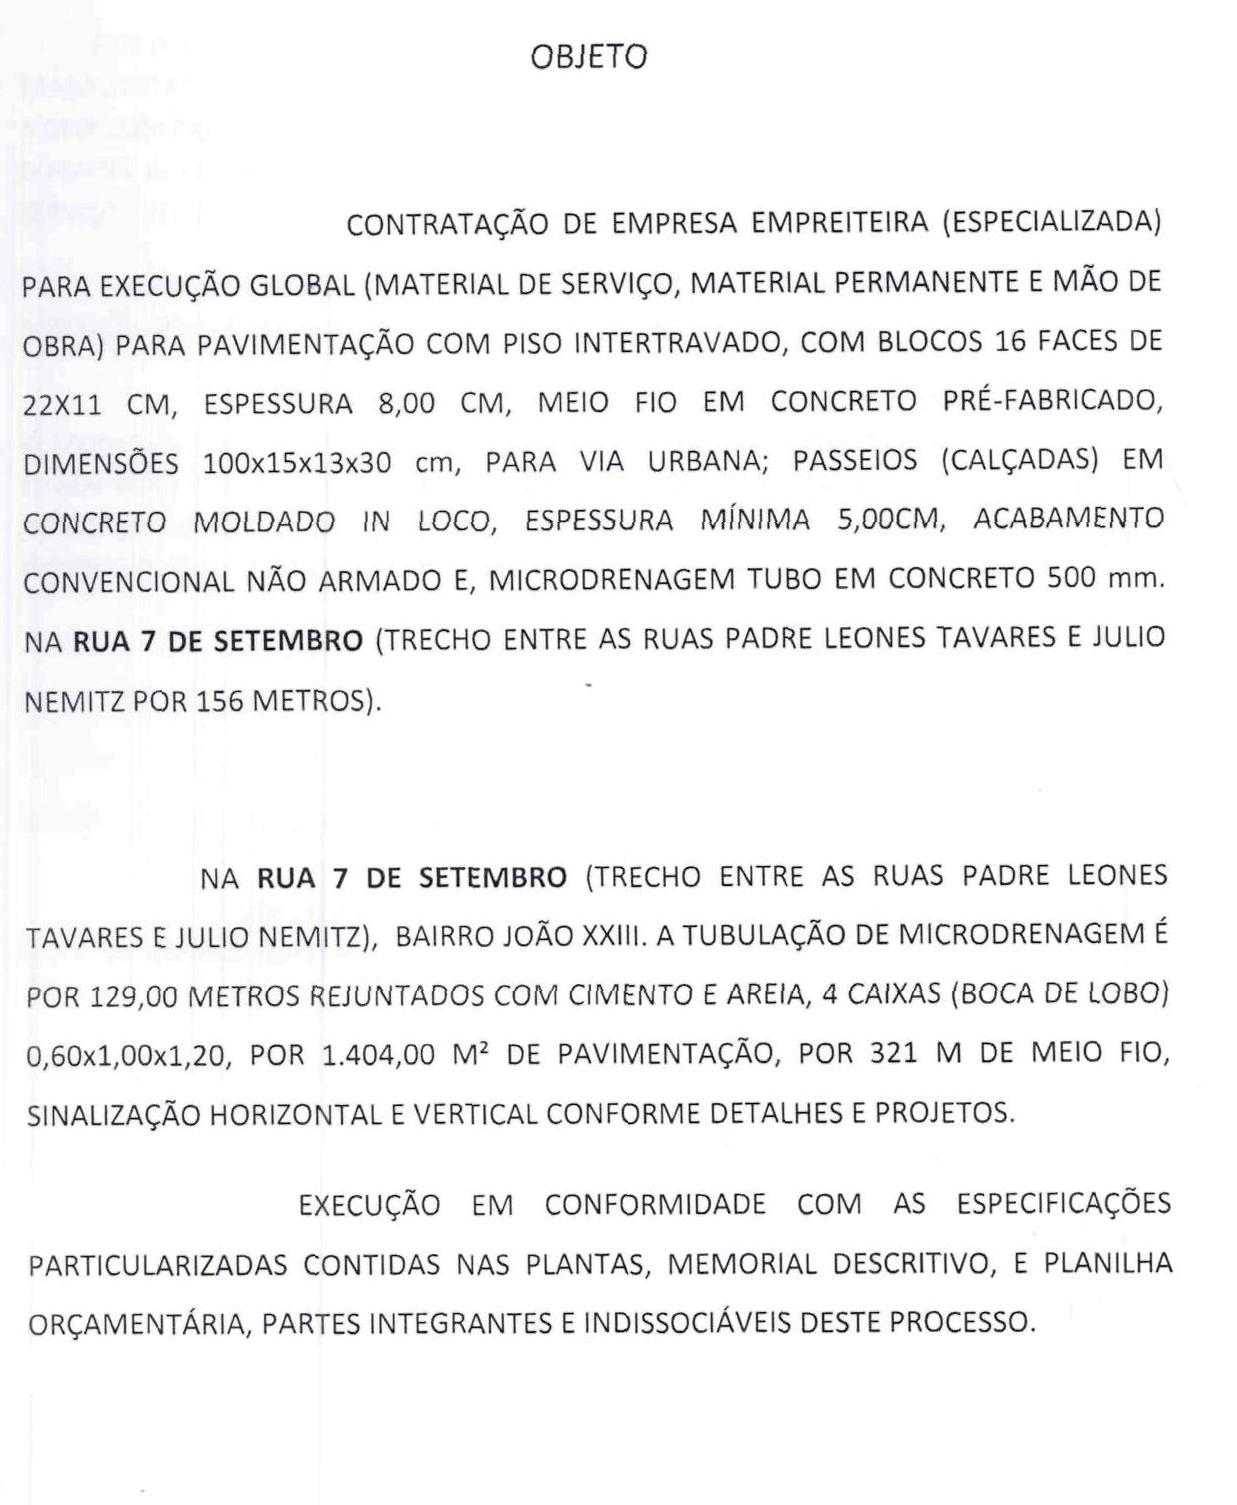 OBJETO
CONTRATAÇÃO DE EMPRESA EMPREITEIRA (ESPECIALIZADA)
PARA EXECUÇÃO GLOBAL (MATERIAL DE SERVIÇO, MATERIAL PERMANENTE E MÃO DE
OBRA) PARA PAVIMENTAÇÃO COM PISO INTERTRAVADO, COM BLOCOS 16 FACES DE
22X11 CM, ESPESSURA 8,00 CM, MEIO FIO EM CONCRETO PRÉ-FABRICADO,
DIMENSÕES 100x15x13x30 cm, PARA VIA URBANA; PASSEIOS (CALÇADAS) EM
CONCRETO MOLDADO IN LOCO, ESPESSURA MÍNIMA 5,00CM, ACABAMENTO
CONVENCIONAL NÃO ARMADO E, MICRODRENAGEM TUBO EM CONCRETO 500 mm.
NA RUA 7 DE SETEMBRO (TRECHO ENTRE AS RUAS PADRE LEONES TAVARES E JULIO
NEMITZ POR 156 METROS).
NA RUA 7 DE SETEMBRO (TRECHO ENTRE AS RUAS PADRE LEONES
TAVARES E JULIO NEMITZ), BAIRRO JOÃO XXIII. A TUBULAÇÃO DE MICRODRENAGEM É
POR 129,00 METROS REJUNTADOS COM CIMENTO E AREIA, 4 CAIXAS (BOCA DE LOBO)
0,60x1,00x1,20, POR 1.404,00 M² DE PAVIMENTAÇÃO, POR 321 M DE MEIO FIO,
SINALIZAÇÃO HORIZONTAL E VERTICAL CONFORME DETALHES E PROJETOS.
EXECUÇÃO EM CONFORMIDADE COM AS ESPECIFICAÇÕES
PARTICULARIZADAS CONTIDAS NAS PLANTAS, MEMORIAL DESCRITIVO, E PLANILHA
ORÇAMENTÁRIA, PARTES INTEGRANTES E INDISSOCIÁVEIS DESTE PROCESSO.